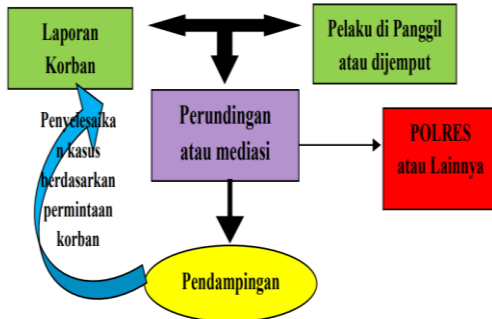 Laporan
Korban
Pelaku di Panggil
atau dijemput
Perundingan
atau mediasi
POLRES
atau Lainnya
Penyelesaika
n kasus
berdasarkan
permintaan
korban
Pendampingan